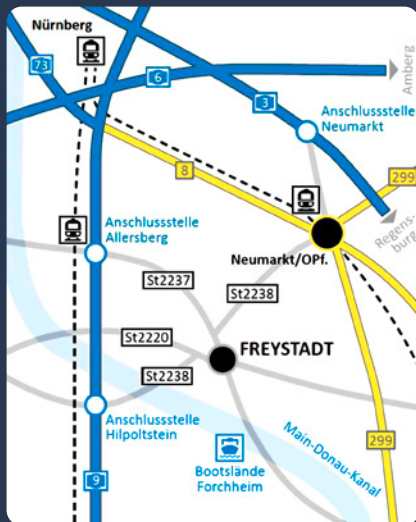 Nürnberg
73
6
Amberg
3
Anschlussstelle
Neumarkt
8
299
Regens-
burg
Anschlussstelle
Allersberg
Neumarkt/OPf.
St2237
St2238
St2220
FREYSTADT
St2238
Anschlussstelle
Hilpoltstein
Main-Donau-Kanal
299
Bootslände
Forchheim
9